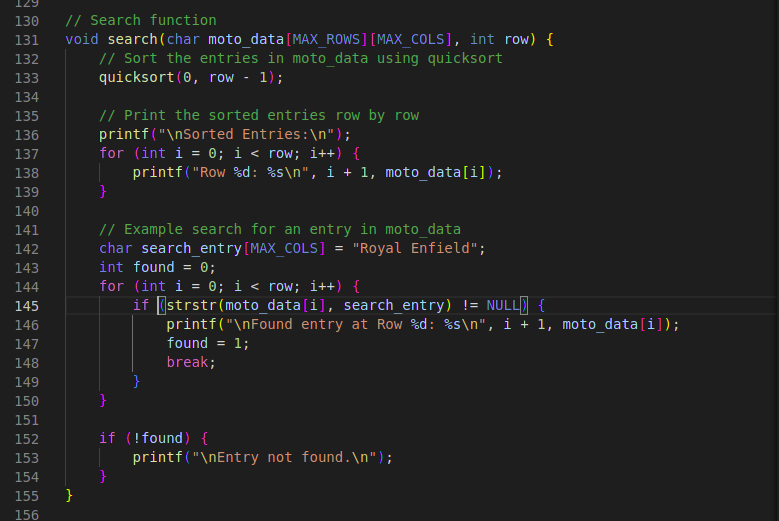 129
130 // Search function
131 void search(char moto_data[MAX_ROWS][MAX_COLS], int row) {
132     // Sort the entries in moto_data using quicksort
133     quicksort(0, row - 1);
134
135     // Print the sorted entries row by row
136     printf("\nSorted Entries:\n");
137     for (int i = 0; i < row; i++) {
138         printf("Row %d: %s\n", i + 1, moto_data[i]);
139     }
140
141     // Example search for an entry in moto_data
142     char search_entry[MAX_COLS] = "Royal Enfield";
143     int found = 0;
144     for (int i = 0; i < row; i++) {
145         if (strstr(moto_data[i], search_entry) != NULL) {
146             printf("\nFound entry at Row %d: %s\n", i + 1, moto_data[i]);
147             found = 1;
148             break;
149         }
150     }
151
152     if (!found) {
153         printf("\nEntry not found.\n");
154     }
155 }
156